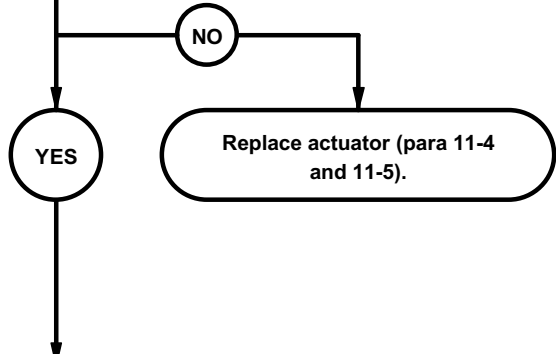 NO
YES
Replace actuator (para 11-4
and 11-5).